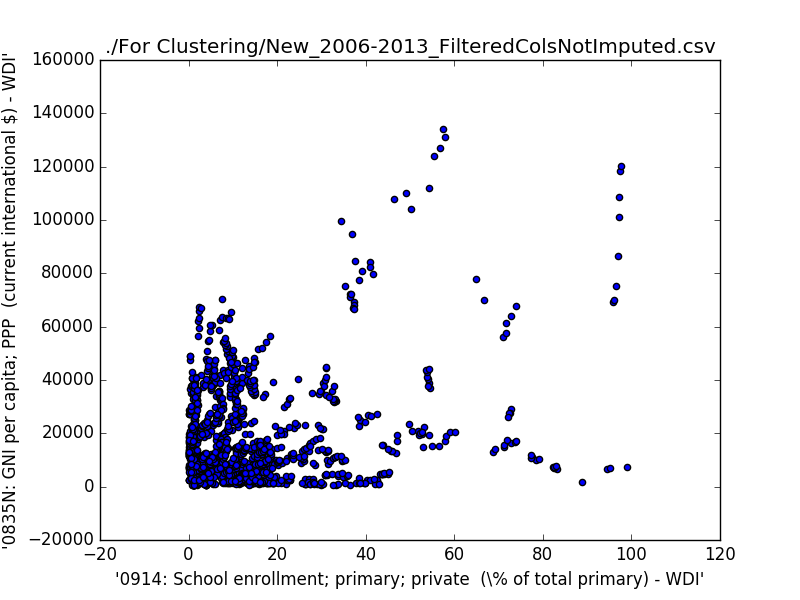 ./For Clustering/New_2006-2013_FilteredColsNotImputed.csv
160000
140000
120000
100000
80000
60000
40000
20000
0
−20000
'0835N: GNI per capita; PPP  (current international $) - WDI'
−20 0 20 40 60 80 100 120
'0914: School enrollment; primary; private  (\% of total primary) - WDI'